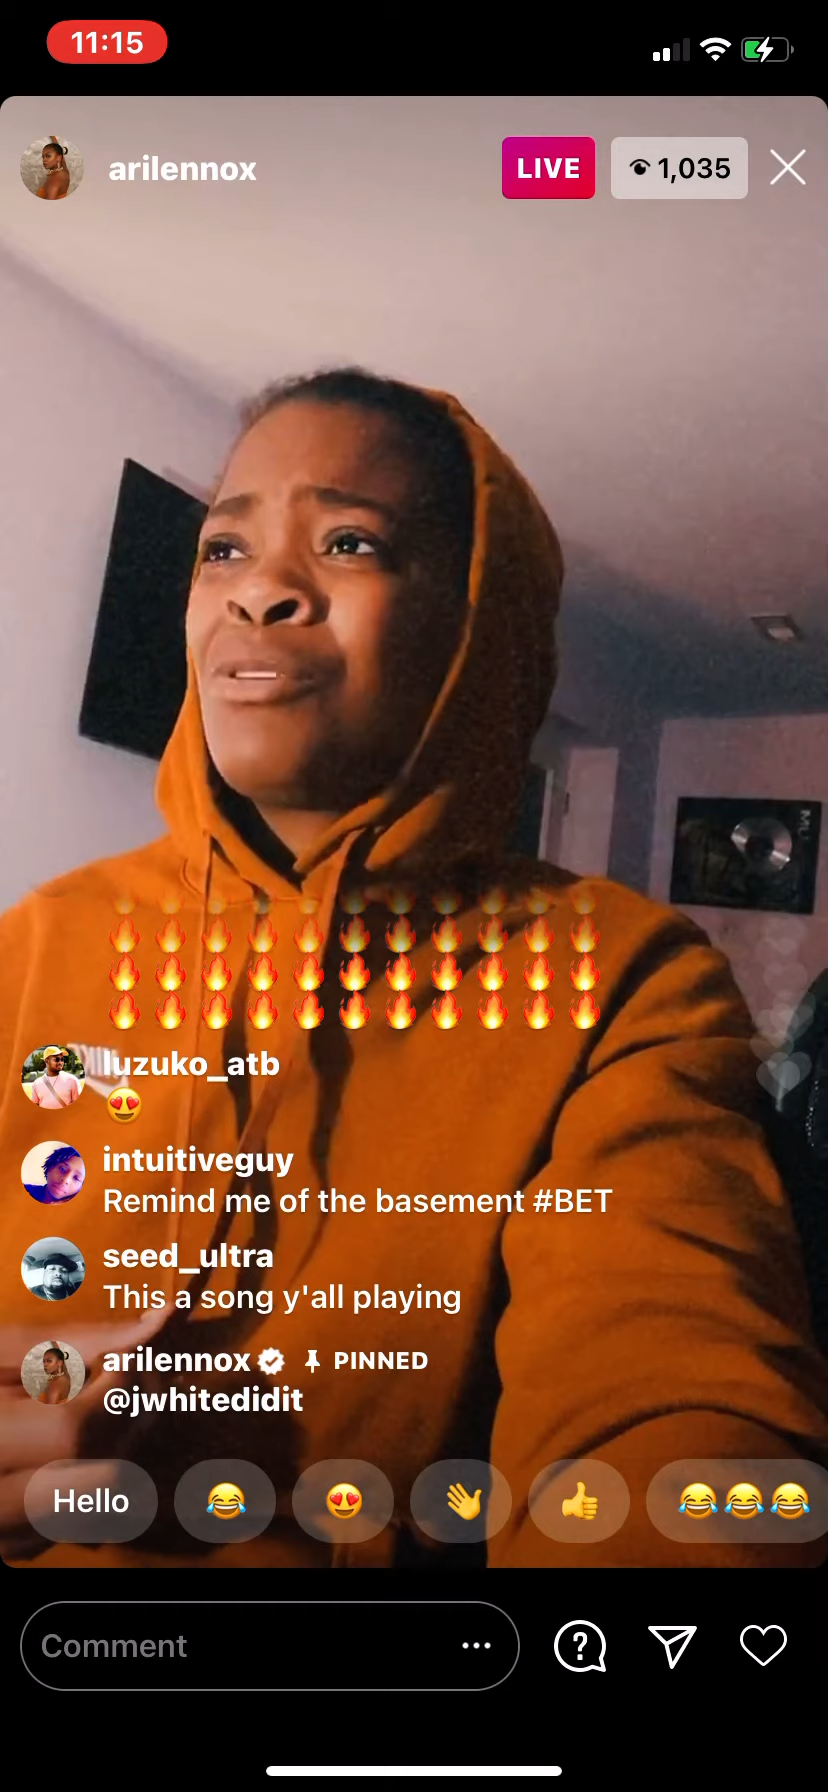 11:15
arilennox
LIVE
1,035
🔥🔥🔥🔥🔥🔥🔥🔥🔥🔥🔥
🔥🔥🔥🔥🔥🔥🔥🔥🔥🔥🔥
🔥🔥🔥🔥🔥🔥🔥🔥🔥🔥🔥
🔥🔥🔥🔥🔥🔥🔥🔥🔥🔥🔥
luzuko_atb
😍
intuitiveguy
Remind me of the basement #BET
seed_ultra
This a song y'all playing
arilennox PINNED
@jwhitedidit
Hello 😂 😍 👋 👍 😂😂😂
Comment